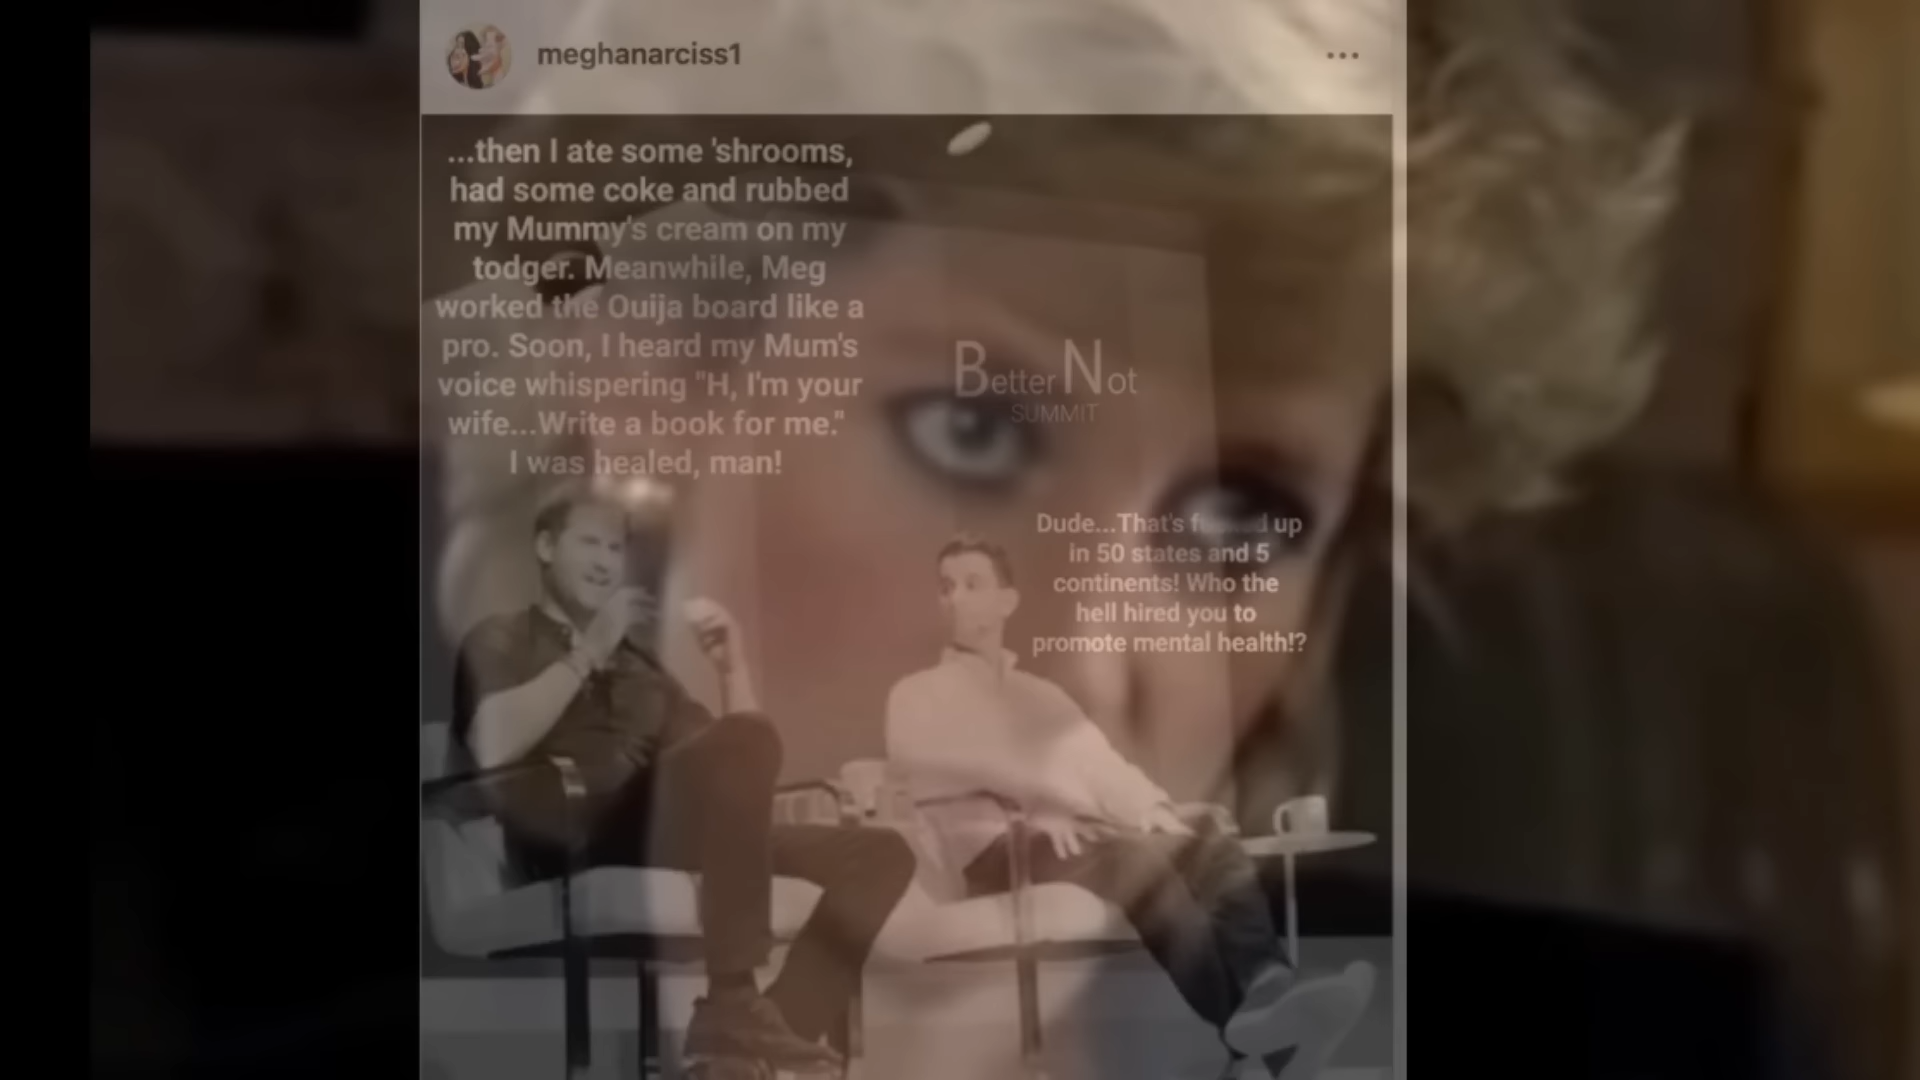 meghanarciss1
...then I ate some 'shrooms,
had some coke and rubbed
my Mummy's cream on my
todger. Meanwhile, Meg
worked the Ouija board like a
pro. Soon, I heard my Mum's
voice whispering "H, I'm your
wife...Write a book for me."
I was healed, man!
Better Not
SUMMIT
Dude...That's up
in 50 states and 5
continents! Who the
hell hired you to
promote mental health!?